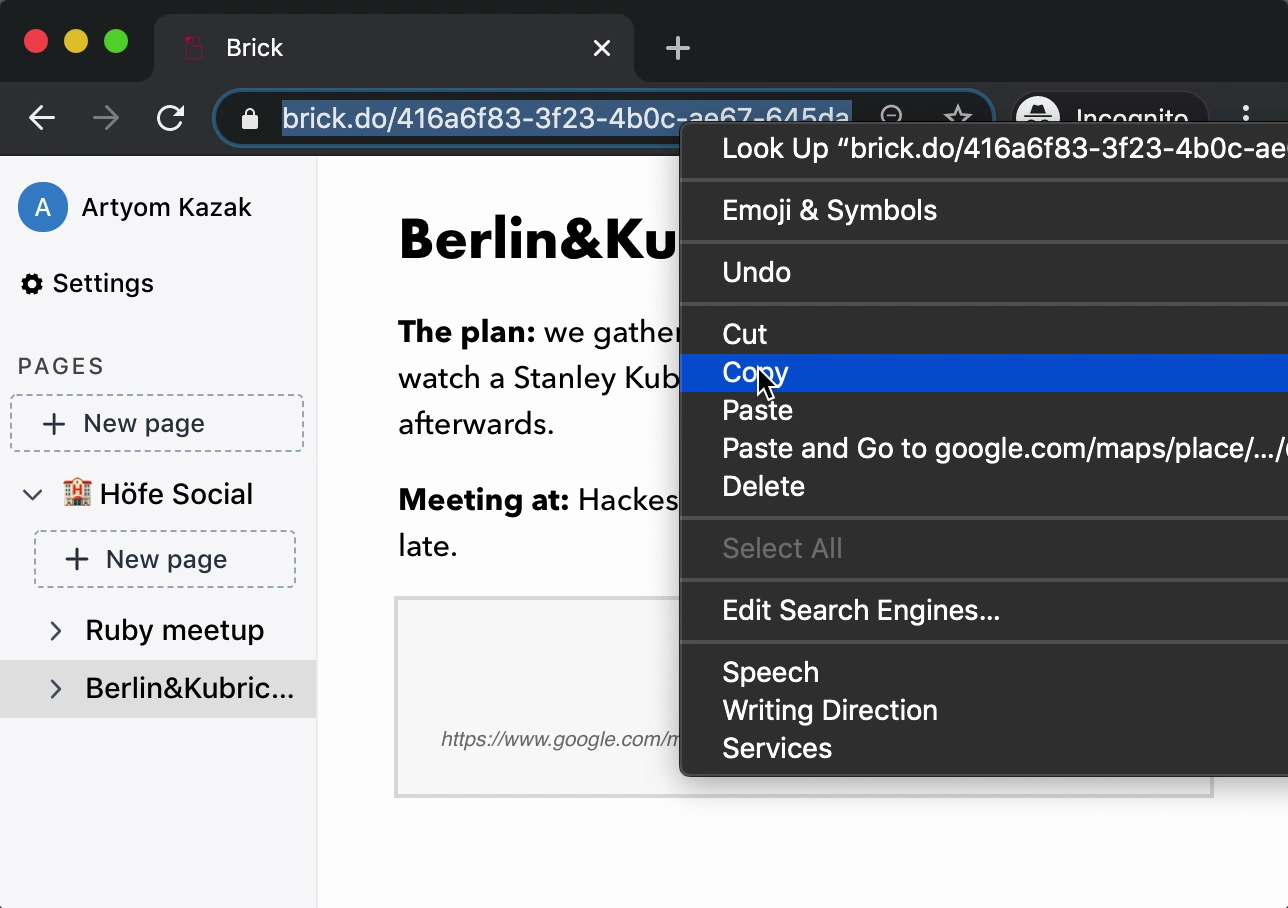 Brick
brick.do/416a6f83-3f23-4b0c-ae67-645da
Incognito
A Artyom Kazak
Settings
PAGES
New page
Höfe Social
New page
Ruby meetup
Berlin&Kubric...
Berlin&Ku
The plan: we gather
watch a Stanley Kub
afterwards.
Meeting at: Hackes
late.
https://www.google.com/m
Look Up “brick.do/416a6f83-3f23-4b0c-ae
Emoji & Symbols
Undo
Cut
Copy
Paste
Paste and Go to google.com/maps/place/.../
Delete
Select All
Edit Search Engines...
Speech
Writing Direction
Services